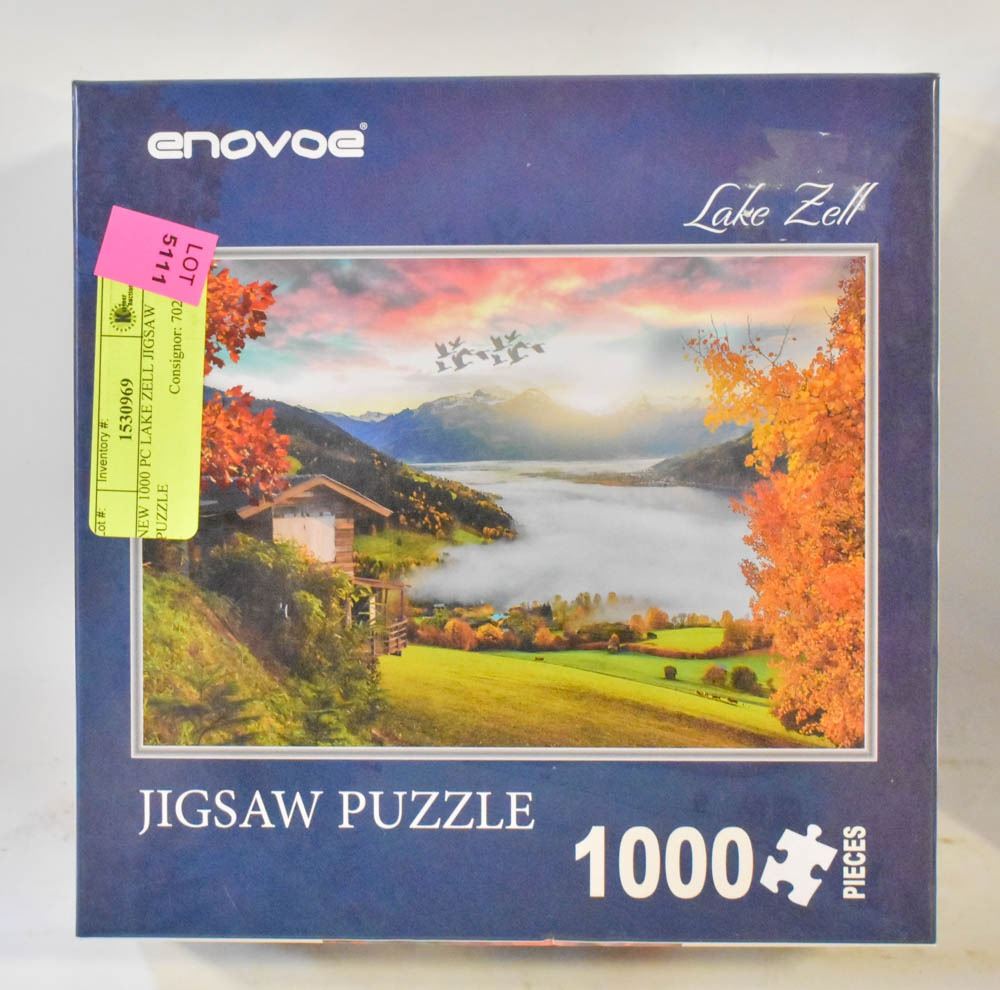 enovoe®
Lake Zell
LOT
5111
Inventory #:
1530969
NEW 1000 PC LAKE ZELL JIGSAW
PUZZLE
Consignor: 702
JIGSAW PUZZLE
1000 PIECES